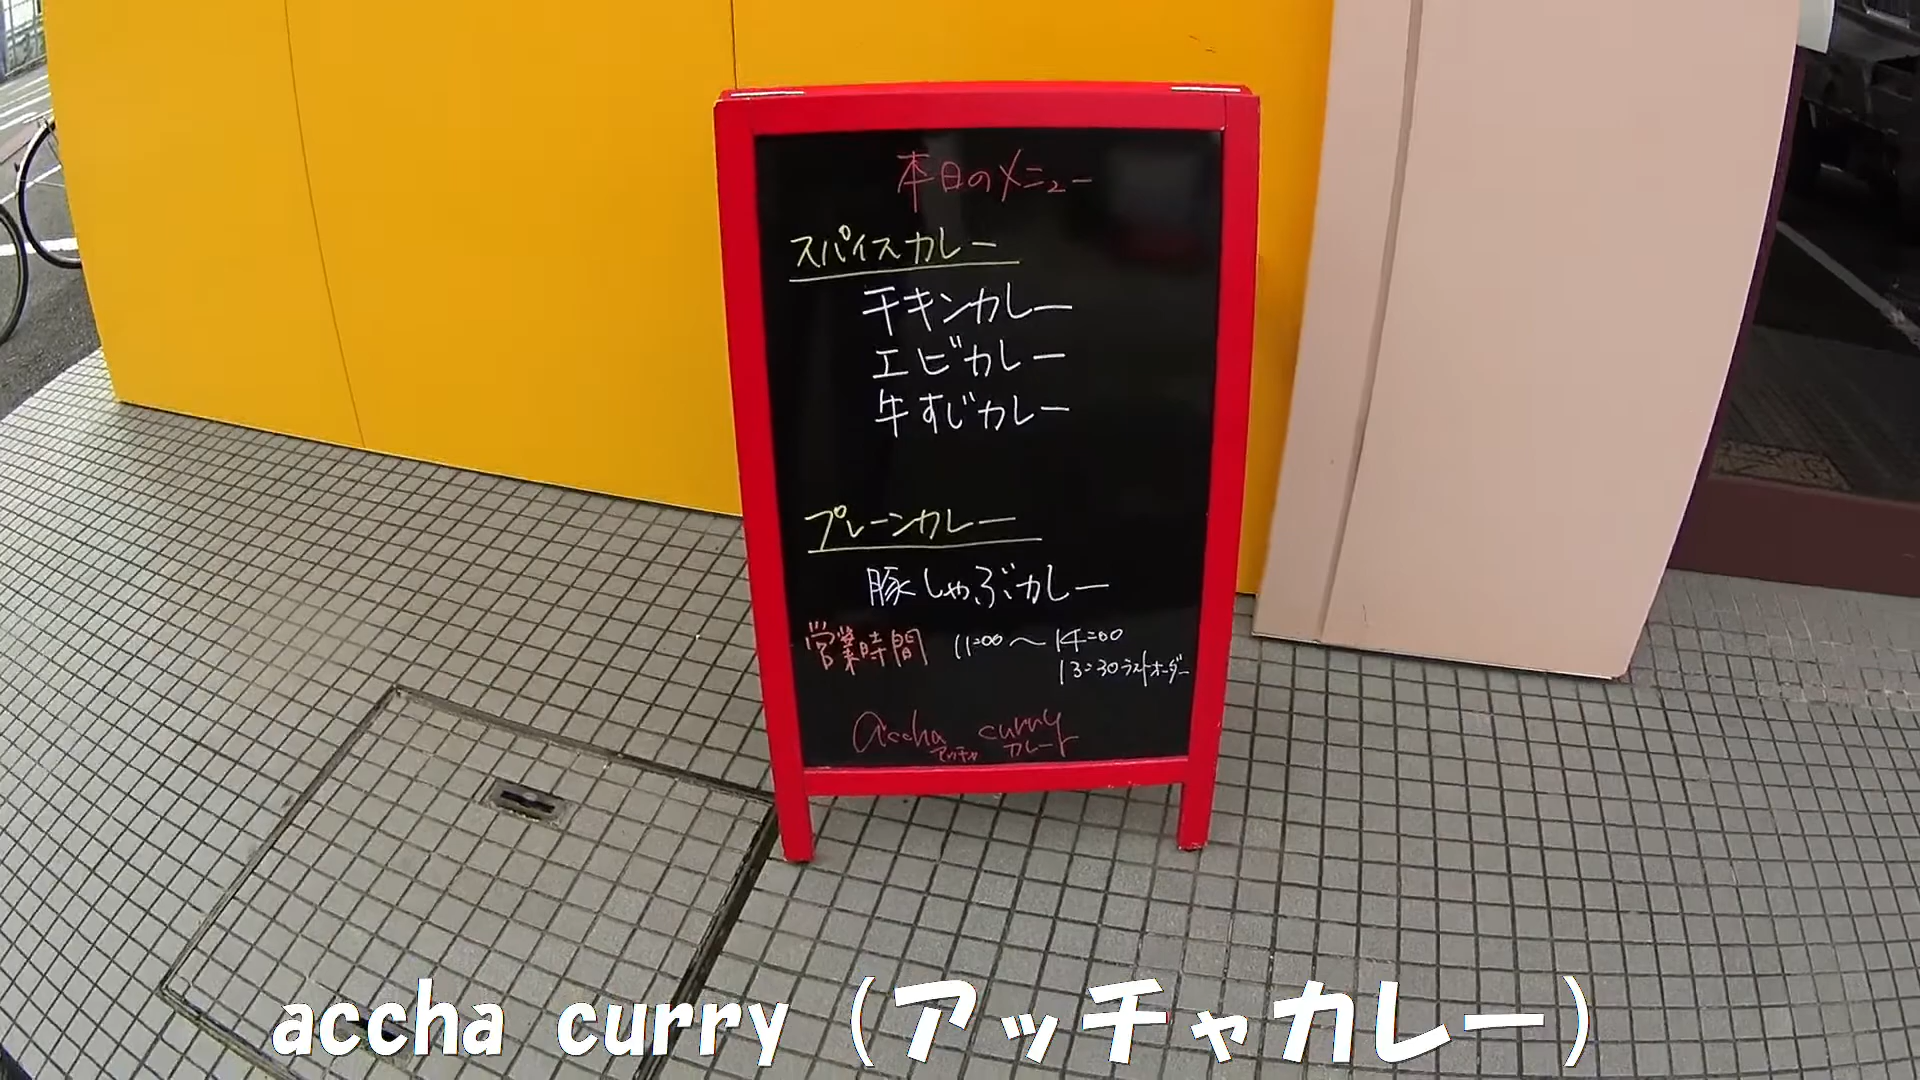 本日のメニュー
スパイスカレー
チキンカレー
エビカレー
牛すじカレー
プレーンカレー
豚しゃぶカレー
営業時間 11:00〜14:00
13:30ラストオーダー
accha curry
アッチャ カレー
accha curry（アッチャカレー）